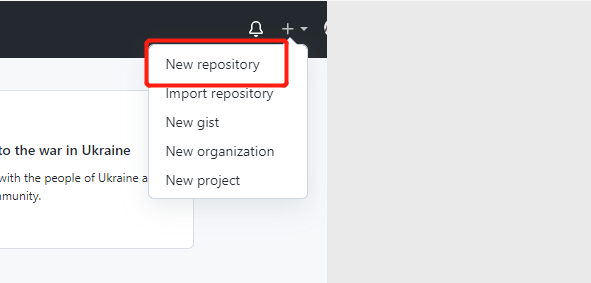 New repository
Import repository
New gist
New organization
New project
to the war in Ukraine
with the people of Ukraine a
munity.